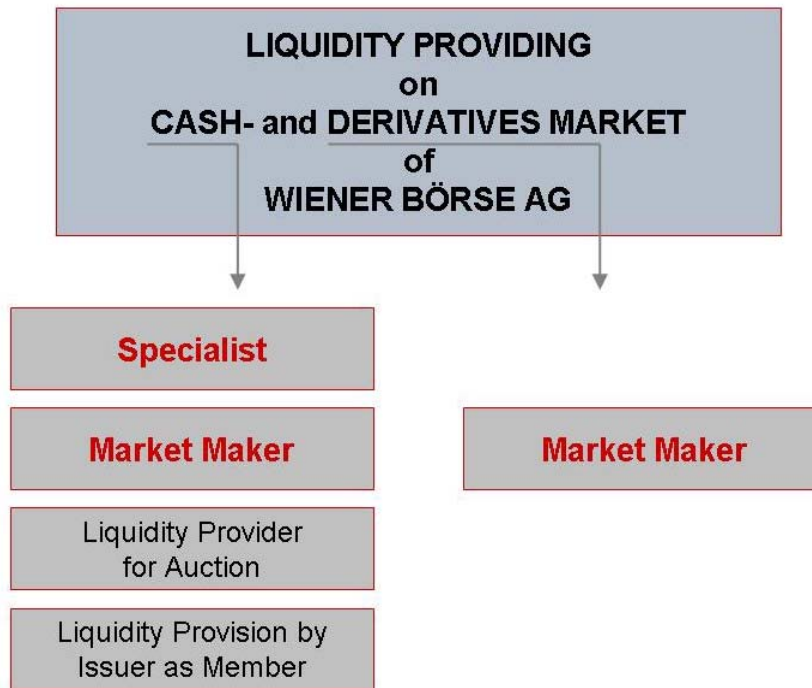 LIQUIDITY PROVIDING
on
CASH- and DERIVATIVES MARKET
of
WIENER BÖRSE AG
Specialist
Market Maker
Market Maker
Liquidity Provider
for Auction
Liquidity Provision by
Issuer as Member